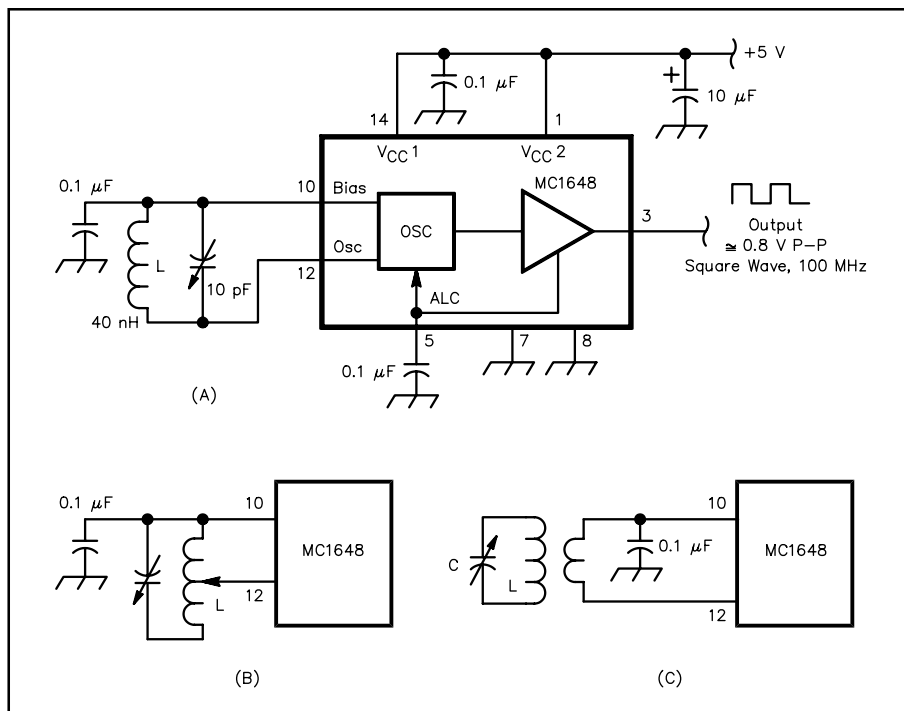 +5 V
0.1 μF
+
10 μF
14
1
VCC 1
VCC 2
MC1648
0.1 μF
10
Bias
OSC
3
Output
≅ 0.8 V P-P
Square Wave, 100 MHz
L
Osc
12
10 pF
ALC
40 nH
5
7
8
0.1 μF
(A)
0.1 μF
10
MC1648
12
L
(B)
C
L
10
0.1 μF
MC1648
12
(C)